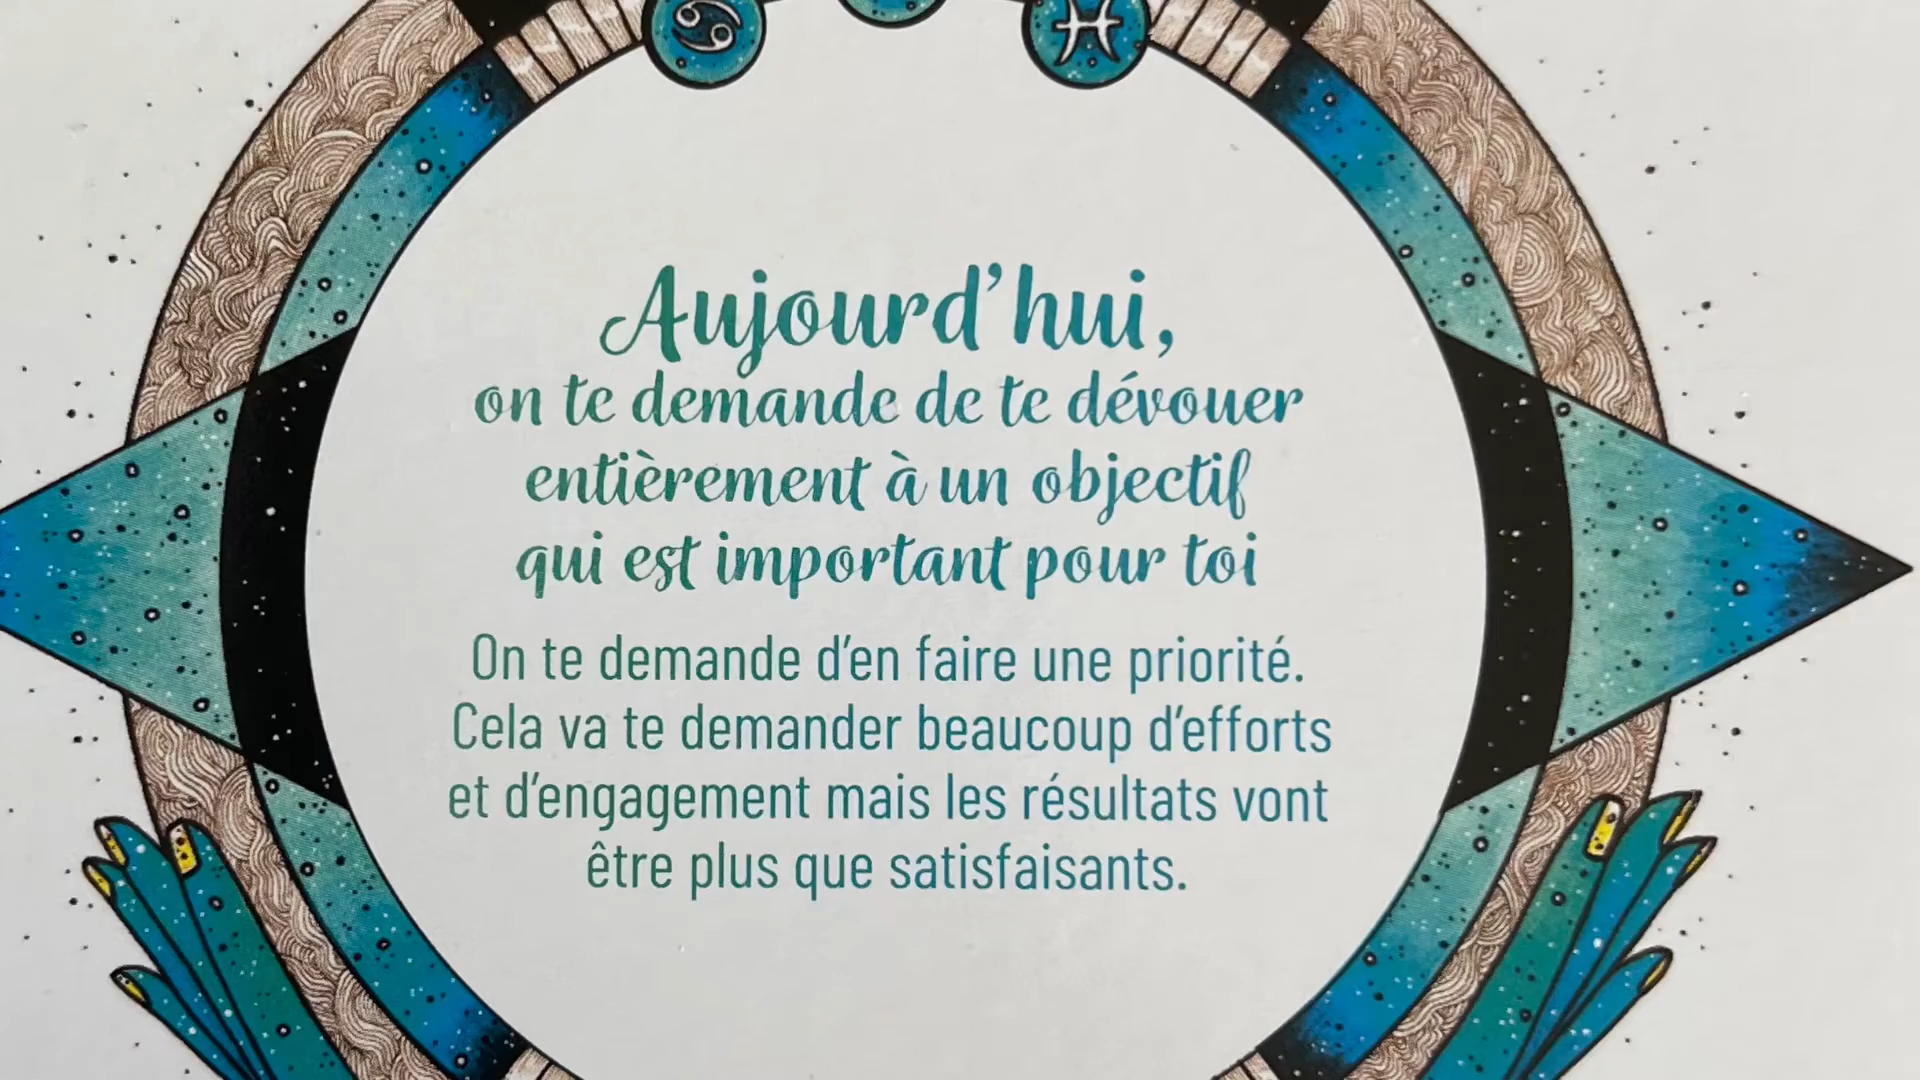 Aujourd'hui,
on te demande de te dévouer
entièrement à un objectif
qui est important pour toi
On te demande d'en faire une priorité.
Cela va te demander beaucoup d'efforts
et d'engagement mais les résultats vont
être plus que satisfaisants.